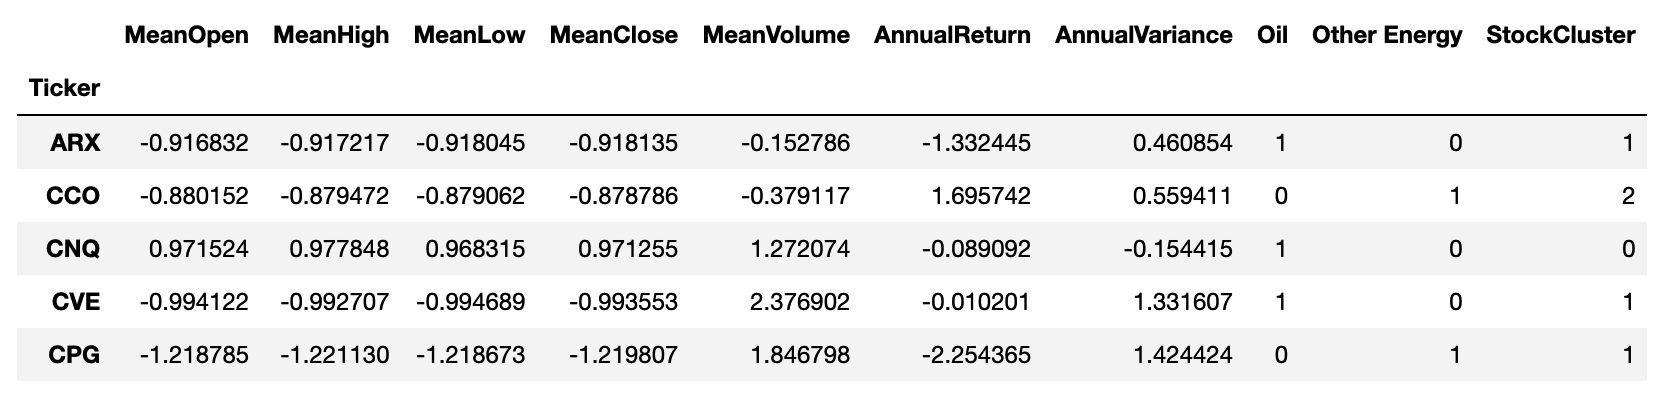 MeanOpen MeanHigh MeanLow MeanClose MeanVolume AnnualReturn AnnualVariance Oil Other Energy StockCluster
Ticker
ARX -0.916832 -0.917217 -0.918045 -0.918135 -0.152786 -1.332445 0.460854 1 0 1
CCO -0.880152 -0.879472 -0.879062 -0.878786 -0.379117 1.695742 0.559411 0 1 2
CNQ 0.971524 0.977848 0.968315 0.971255 1.272074 -0.089092 -0.154415 1 0 0
CVE -0.994122 -0.992707 -0.994689 -0.993553 2.376902 -0.010201 1.331607 1 0 1
CPG -1.218785 -1.221130 -1.218673 -1.219807 1.846798 -2.254365 1.424424 0 1 1